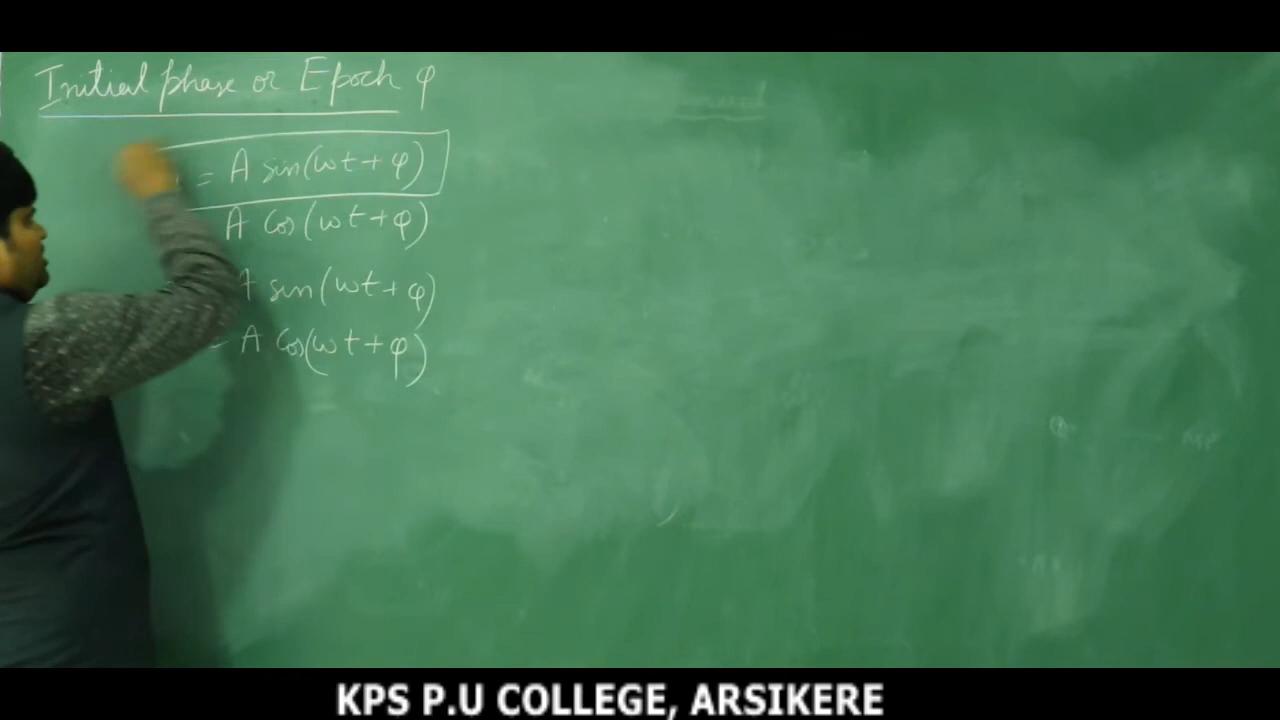 Initial phase or Epoch φ
= A sin(ωt + φ)
A Cos(ωt + φ)
A sin(ωt + φ)
= A Cos(ωt + φ)
KPS P.U COLLEGE, ARSIKERE